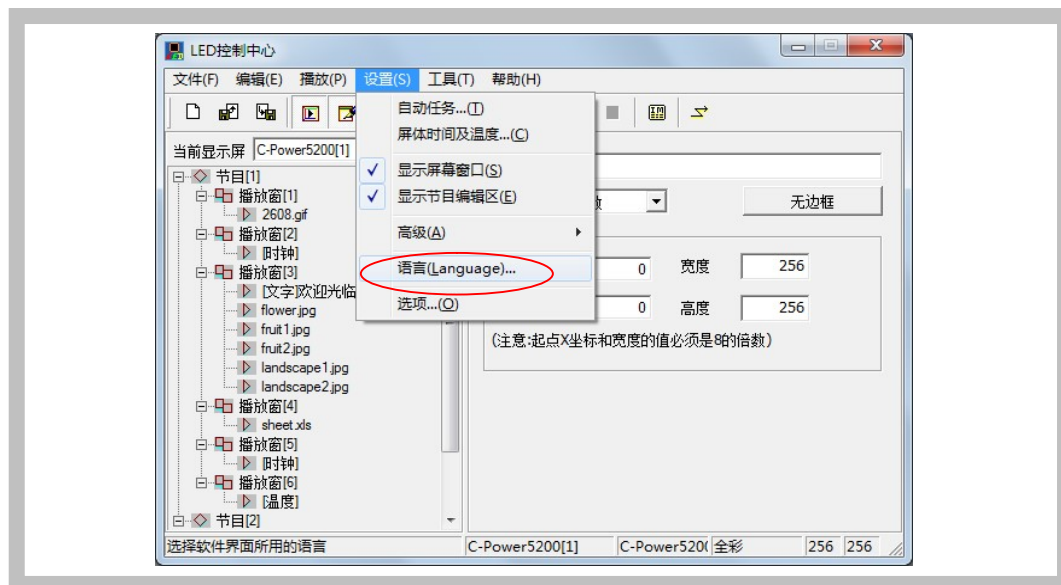 LED控制中心
文件(F) 编辑(E) 播放(P) 设置(S) 工具(T) 帮助(H)
自动任务...(T)
屏体时间及温度...(C)
显示屏幕窗口(S)
显示节目编辑区(E)
高级(A)
语言(Language)...
选项...(O)
当前显示屏 C-Power5200[1]
节目[1]
播放窗[1]
2608.gif
播放窗[2]
[时钟]
播放窗[3]
[文字]欢迎光临
flower.jpg
fruit1.jpg
fruit2.jpg
landscape1.jpg
landscape2.jpg
播放窗[4]
sheet.xls
播放窗[5]
[时钟]
播放窗[6]
[温度]
节目[2]
无边框
0 宽度 256
0 高度 256
(注意:起点X坐标和宽度的值必须是8的倍数)
选择软件界面所用的语言 C-Power5200[1] C-Power520( 全彩 256 256